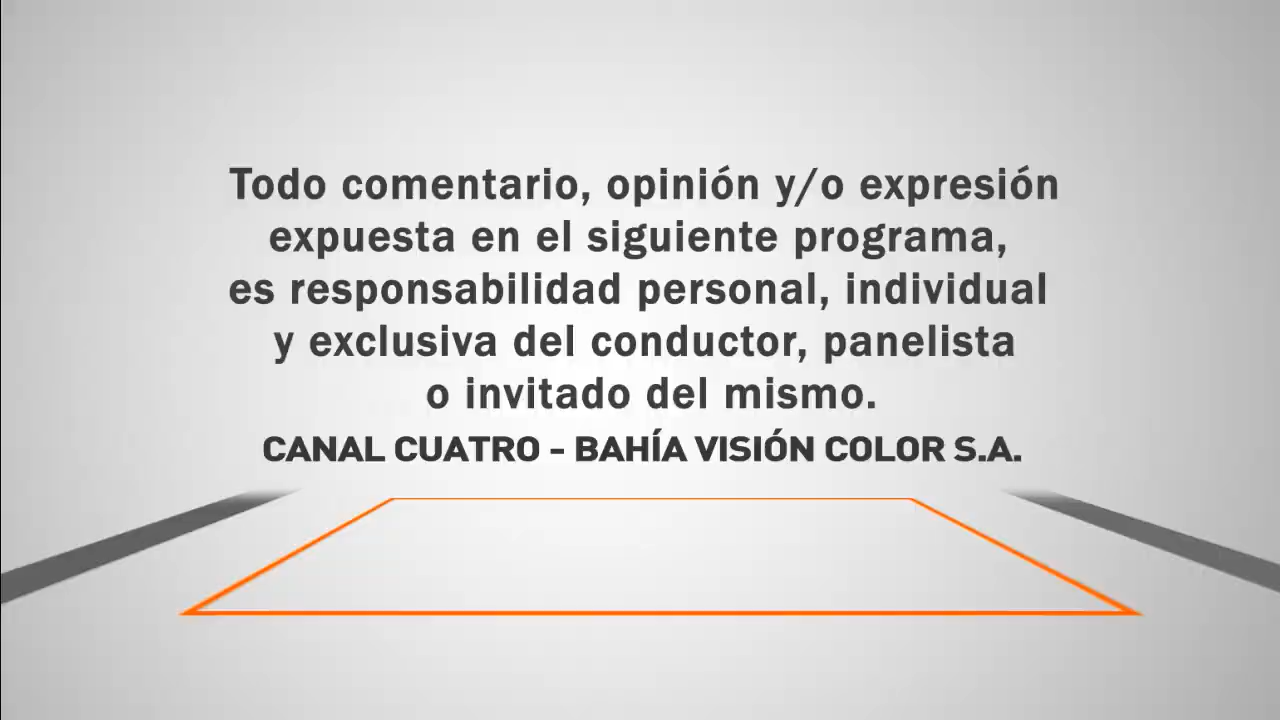 Todo comentario, opinión y/o expresión
expuesta en el siguiente programa,
es responsabilidad personal, individual
y exclusiva del conductor, panelista
o invitado del mismo.
CANAL CUATRO - BAHÍA VISIÓN COLOR S.A.